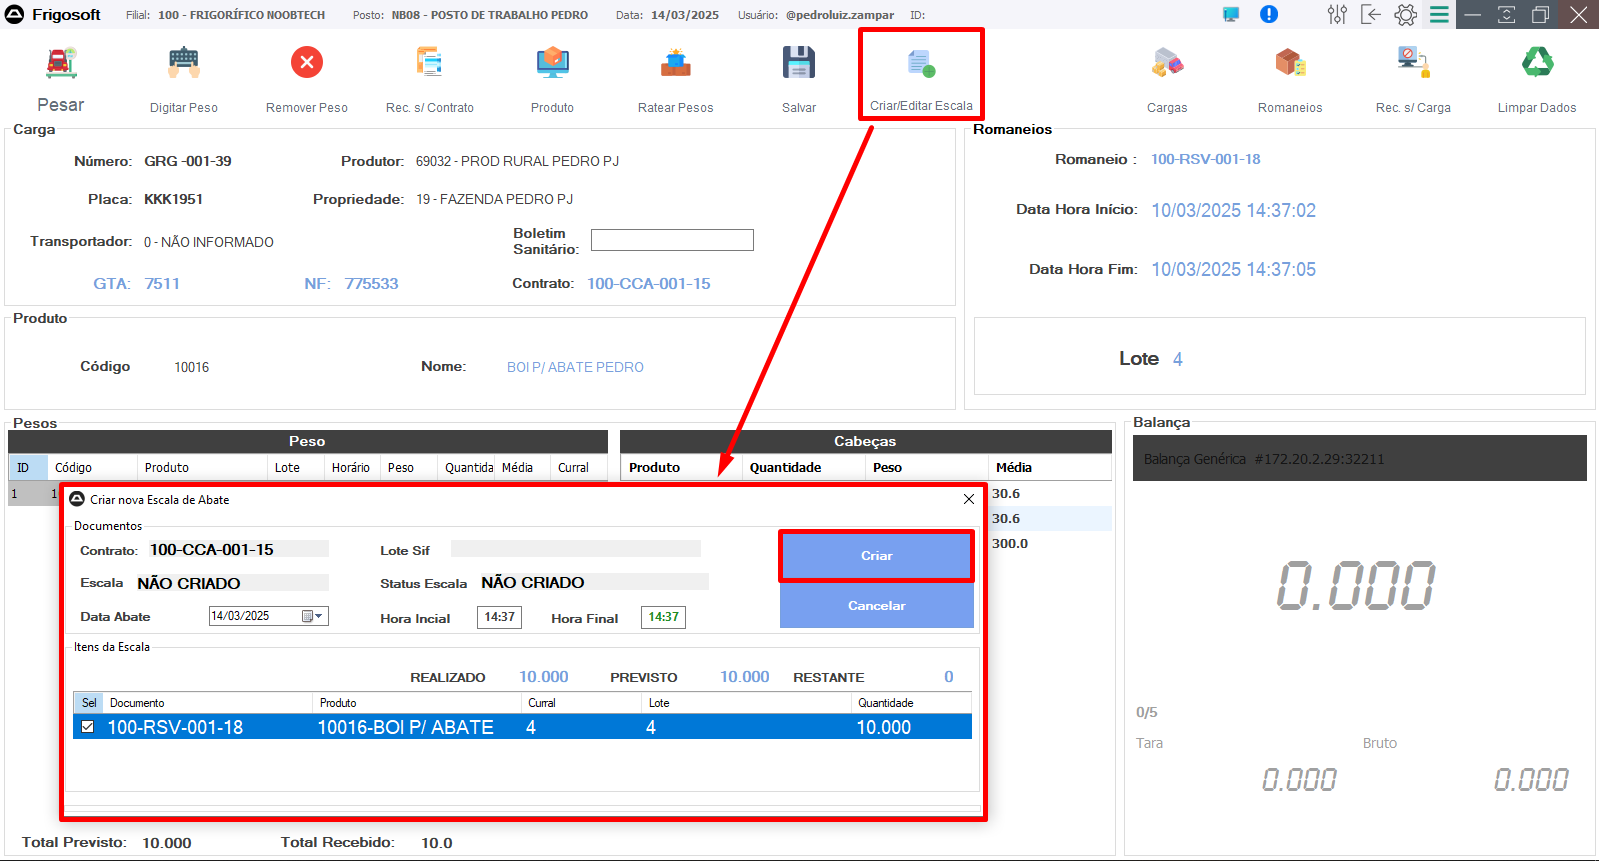 Frigosoft Filial: 100 - FRIGORÍFICO NOOBTECH Posto: NB08 - POSTO DE TRABALHO PEDRO Data: 14/03/2025 Usuário: @pedroluiz.zampar ID:
Pesar Digitar Peso Remover Peso Rec. s/ Contrato Produto Ratear Pesos Salvar Criar/Editar Escala Cargas Romaneios Rec. s/ Carga Limpar Dados
Carga
Número: GRG -001-39 Produtor: 69032 - PROD RURAL PEDRO PJ
Placa: KKK1951 Propriedade: 19 - FAZENDA PEDRO PJ
Transportador: 0 - NÃO INFORMADO Boletim
Sanitário:
GTA: 7511 NF: 775533 Contrato: 100-CCA-001-15
Romaneios
Romaneio : 100-RSV-001-18
Data Hora Início: 10/03/2025 14:37:02
Data Hora Fim: 10/03/2025 14:37:05
Lote 4
Produto
Código 10016 Nome: BOI P/ ABATE PEDRO
Pesos
Peso
ID Código Produto Lote Horário Peso Quantida Média Curral
1 1
Cabeças
Produto Quantidade Peso Média
30.6
30.6
300.0
Criar nova Escala de Abate
Documentos
Contrato: 100-CCA-001-15 Lote Sif
Escala NÃO CRIADO Status Escala NÃO CRIADO
Data Abate 14/03/2025 Hora Incial 14:37 Hora Final 14:37
Criar
Cancelar
Itens da Escala
REALIZADO 10.000 PREVISTO 10.000 RESTANTE 0
Sel Documento Produto Curral Lote Quantidade
100-RSV-001-18 10016-BOI P/ ABATE 4 4 10.000
Total Previsto: 10.000 Total Recebido: 10.0
Balança
Balança Genérica #172.20.2.29:32211
0.000
0/5
Tara Bruto
0.000 0.000